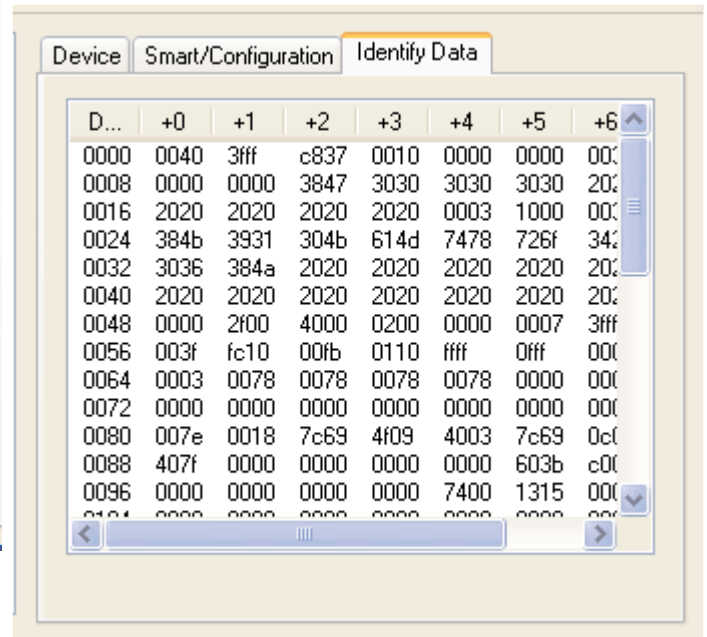 Device Smart/Configuration Identify Data
D... +0 +1 +2 +3 +4 +5 +6
0000 0040 3fff c837 0010 0000 0000
0008 0000 0000 3847 3030 3030 3030
0016 2020 2020 2020 2020 0003 1000
0024 384b 3931 304b 614d 7478 726f
0032 3036 384a 2020 2020 2020 2020
0040 2020 2020 2020 2020 2020 2020
0048 0000 2f00 4000 0200 0000 0007 3fff
0056 003f fc10 00fb 0110 ffff 0fff
0064 0003 0078 0078 0078 0078 0000
0072 0000 0000 0000 0000 0000 0000
0080 007e 0018 7c69 4f09 4003 7c69
0088 407f 0000 0000 0000 0000 603b
0096 0000 0000 0000 0000 7400 1315